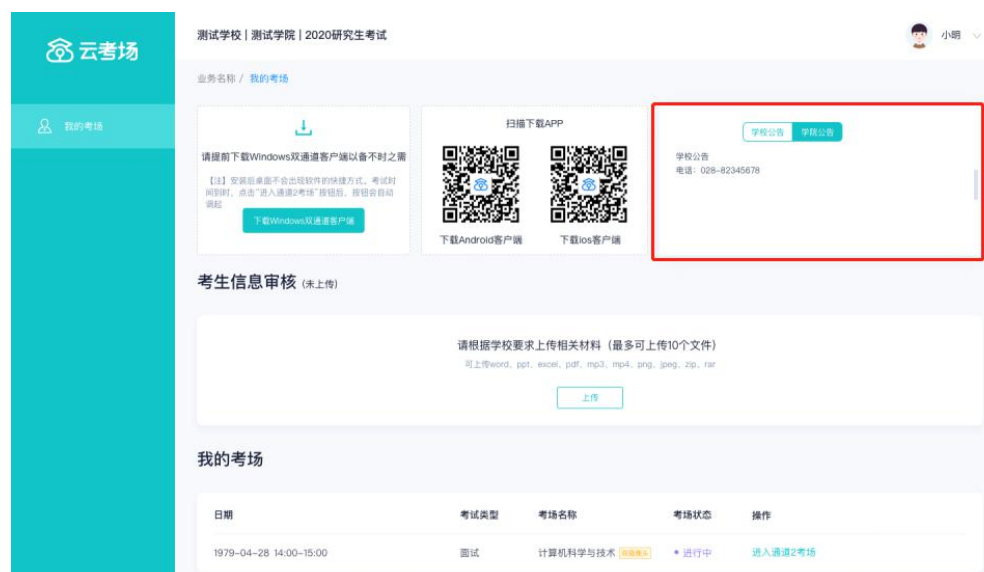 云考场
测试学校 | 测试学院 | 2020研究生考试
小明
业务名称 / 我的考场
我的考场
请提前下载Windows双通道客户端以备不时之需
【注】安装后桌面不会出现软件的快捷方式，考试时
间到时，点击“进入通道2考场”按钮后，按钮会自动
调起
下载Windows双通道客户端
扫描下载APP
下载Android客户端
下载ios客户端
学校公告
学院公告
学校公告
电话：028-82345678
考生信息审核 (未上传)
请根据学校要求上传相关材料（最多可上传10个文件）
可上传word、ppt、excel、pdf、mp3、mp4、png、jpeg、zip、rar
上传
我的考场
日期 考试类型 考场名称 考场状态 操作
1979-04-28 14:00-15:00 面试 计算机科学与技术 进行中 进入通道2考场